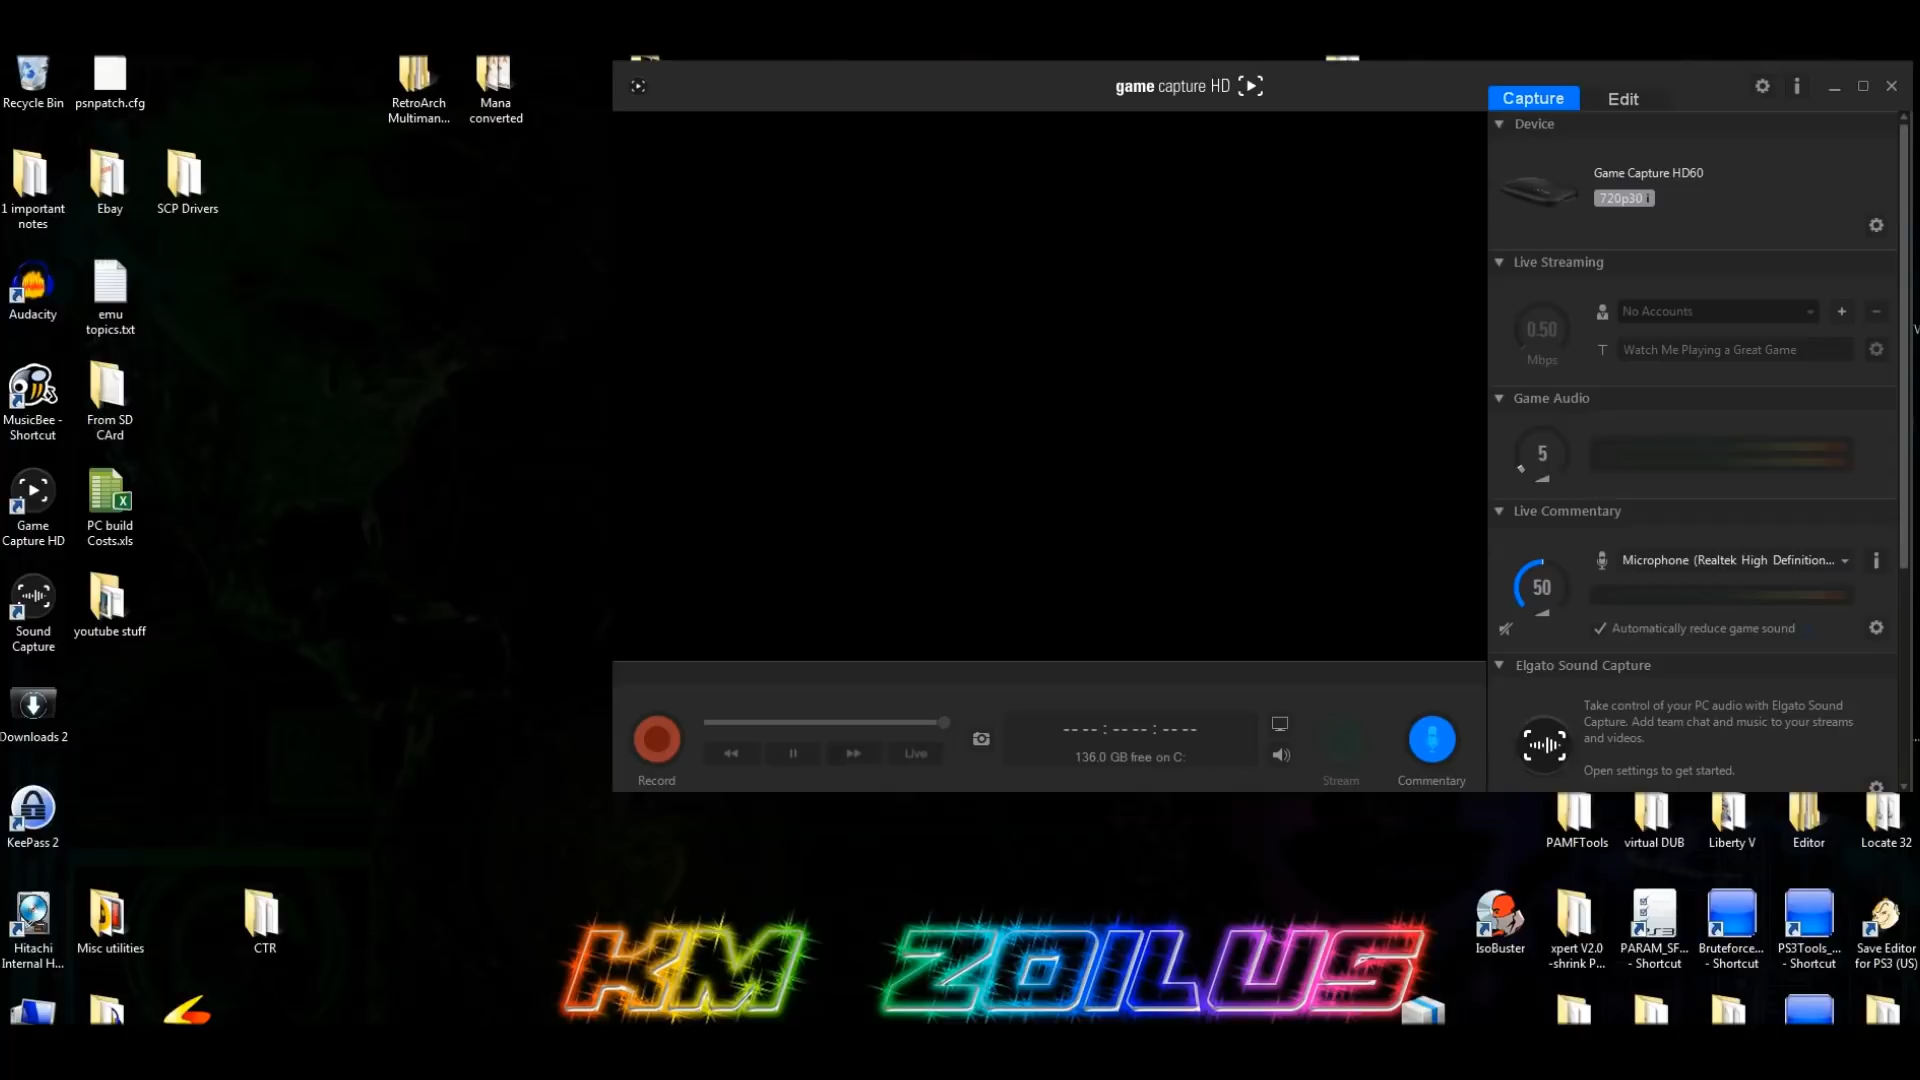 Recycle Bin
psnpatch.cfg
RetroArch
Multiman...
Mana
converted
1 important
notes
Ebay
SCP Drivers
Audacity
emu
topics.txt
MusicBee -
Shortcut
From SD
CArd
Game
Capture HD
PC build
Costs.xls
Sound
Capture
youtube stuff
Downloads 2
KeePass 2
Hitachi
Internal H...
Misc utilities
CTR
game capture HD
Capture
Edit
Device
Game Capture HD60
720p30
Live Streaming
0.50
Mbps
No Accounts
T
Watch Me Playing a Great Game
Game Audio
5
Live Commentary
50
Microphone (Realtek High Definition...
Automatically reduce game sound
Elgato Sound Capture
Take control of your PC audio with Elgato Sound
Capture. Add team chat and music to your streams
and videos.
Open settings to get started.
Record
Live
-- -- : -- -- : -- --
136.0 GB free on C:
Stream
Commentary
PAMFTools
virtual DUB
Liberty V
Editor
Locate 32
IsoBuster
xpert V2.0
-shrink P...
PARAM_SF...
- Shortcut
Bruteforce...
- Shortcut
PS3Tools_...
- Shortcut
Save Editor
for PS3 (US)
KM ZOILUS